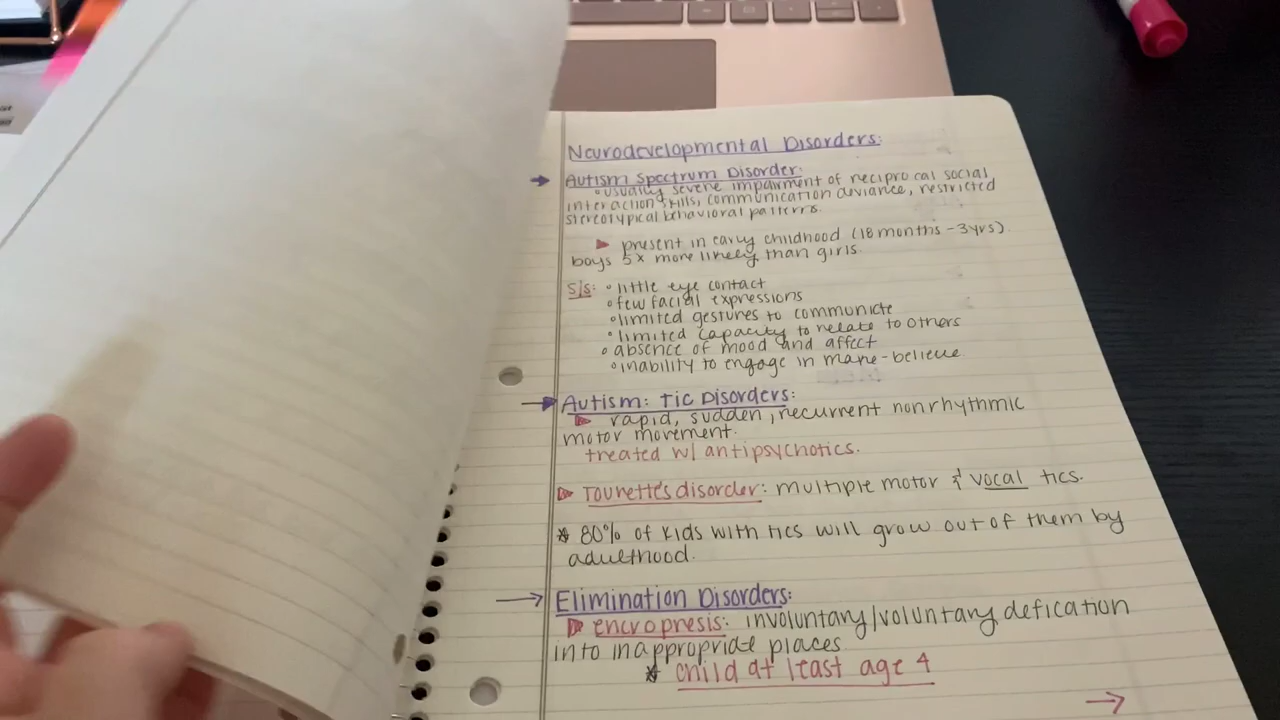 Neurodevelopmental Disorders:
Autism Spectrum Disorder:
◦usually severe impairment of reciprocal social
interaction skills, communication diviance, restricted
stereotypical behavioral patterns.
▶ present in early childhood (18 months - 3yrs).
boys 5x more likely than girls.
S/S: ◦little eye contact
◦few facial expressions
◦limited gestures to communicte
◦limited capacity to relate to others
◦absence of mood and affect
◦inability to engage in make-believe
Autism: Tic Disorders:
▶ rapid, sudden, recurrent nonrhythmic
motor movement.
treated w/ antipsychotics.
▶ Tourette's disorder: multiple motor & vocal tics.
* 80% of kids with tics will grow out of them by
adulthood.
Elimination Disorders:
▶ encropresis: involuntary/voluntary defication
into inappropriate places
* child at least age 4